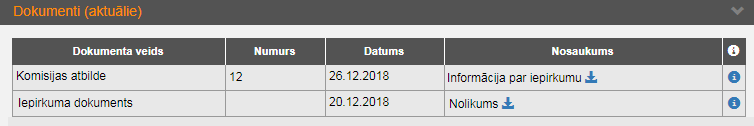 Dokumenti (aktuālie)
Dokumenta veids Numurs Datums Nosaukums
Komisijas atbilde 12 26.12.2018 Informācija par iepirkumu
Iepirkuma dokuments 20.12.2018 Nolikums